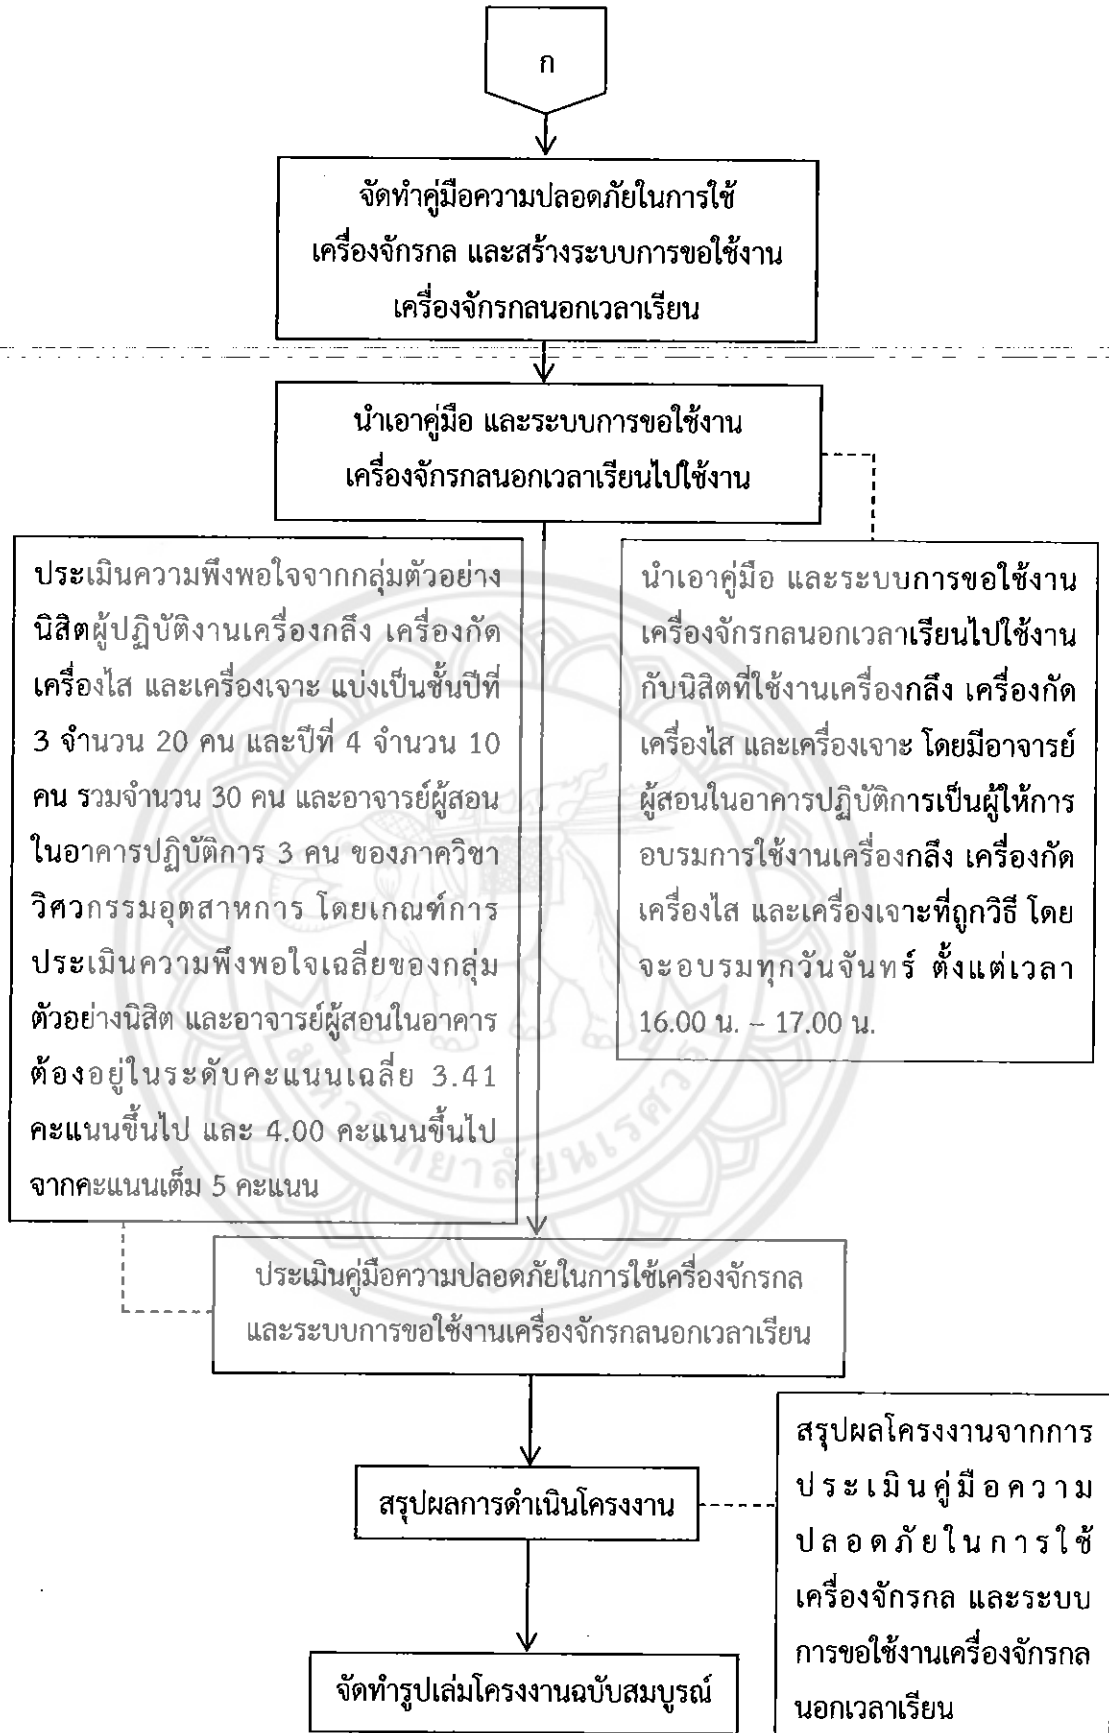 ก
จัดทำคู่มือความปลอดภัยในการใช้
เครื่องจักรกล และสร้างระบบการขอใช้งาน
เครื่องจักรกลนอกเวลาเรียน
นำเอาคู่มือ และระบบการขอใช้งาน
เครื่องจักรกลนอกเวลาเรียนไปใช้งาน
ประเมินความพึงพอใจจากกลุ่มตัวอย่าง
นิสิตผู้ปฏิบัติงานเครื่องกลึง เครื่องกัด
เครื่องไส และเครื่องเจาะ แบ่งเป็นชั้นปีที่
3 จำนวน 20 คน และปีที่ 4 จำนวน 10
คน รวมจำนวน 30 คน และอาจารย์ผู้สอน
ในอาคารปฏิบัติการ 3 คน ของภาควิชา
วิศวกรรมอุตสาหการ โดยเกณฑ์การ
ประเมินความพึงพอใจเฉลี่ยของกลุ่ม
ตัวอย่างนิสิต และอาจารย์ผู้สอนในอาคาร
ต้องอยู่ในระดับคะแนนเฉลี่ย 3.41
คะแนนขึ้นไป และ 4.00 คะแนนขึ้นไป
จากคะแนนเต็ม 5 คะแนน
นำเอาคู่มือ และระบบการขอใช้งาน
เครื่องจักรกลนอกเวลาเรียนไปใช้งาน
กับนิสิตที่ใช้งานเครื่องกลึง เครื่องกัด
เครื่องไส และเครื่องเจาะ โดยมีอาจารย์
ผู้สอนในอาคารปฏิบัติการเป็นผู้ให้การ
อบรมการใช้งานเครื่องกลึง เครื่องกัด
เครื่องไส และเครื่องเจาะที่ถูกวิธี โดย
จะอบรมทุกวันจันทร์ ตั้งแต่เวลา
16.00 น. – 17.00 น.
มหาวิทยาลัยนเรศวร
ประเมินคู่มือความปลอดภัยในการใช้เครื่องจักรกล
และระบบการขอใช้งานเครื่องจักรกลนอกเวลาเรียน
สรุปผลการดำเนินโครงงาน
สรุปผลโครงงานจากการ
ประเมินคู่มือความ
ปลอดภัยในการใช้
เครื่องจักรกล และระบบ
การขอใช้งานเครื่องจักรกล
นอกเวลาเรียน
จัดทำรูปเล่มโครงงานฉบับสมบูรณ์